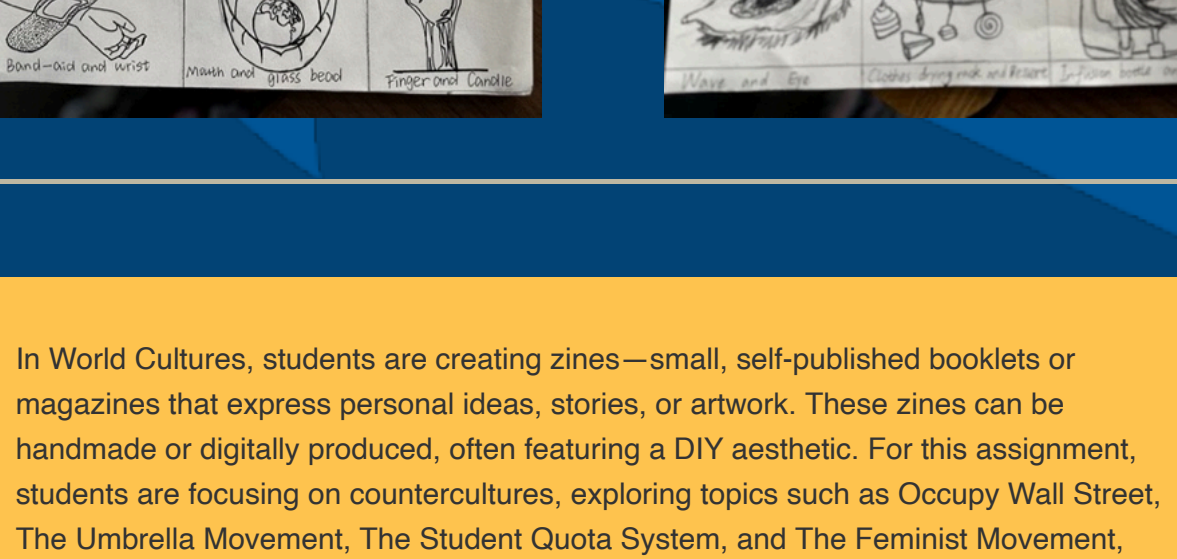 Band-aid and wrist
Mouth and glass bead
Finger and Candle
Wave and Eye
Clothes drying rack and Dessert
Infusion bottle
In World Cultures, students are creating zines—small, self-published booklets or
magazines that express personal ideas, stories, or artwork. These zines can be
handmade or digitally produced, often featuring a DIY aesthetic. For this assignment,
students are focusing on countercultures, exploring topics such as Occupy Wall Street,
The Umbrella Movement, The Student Quota System, and The Feminist Movement,